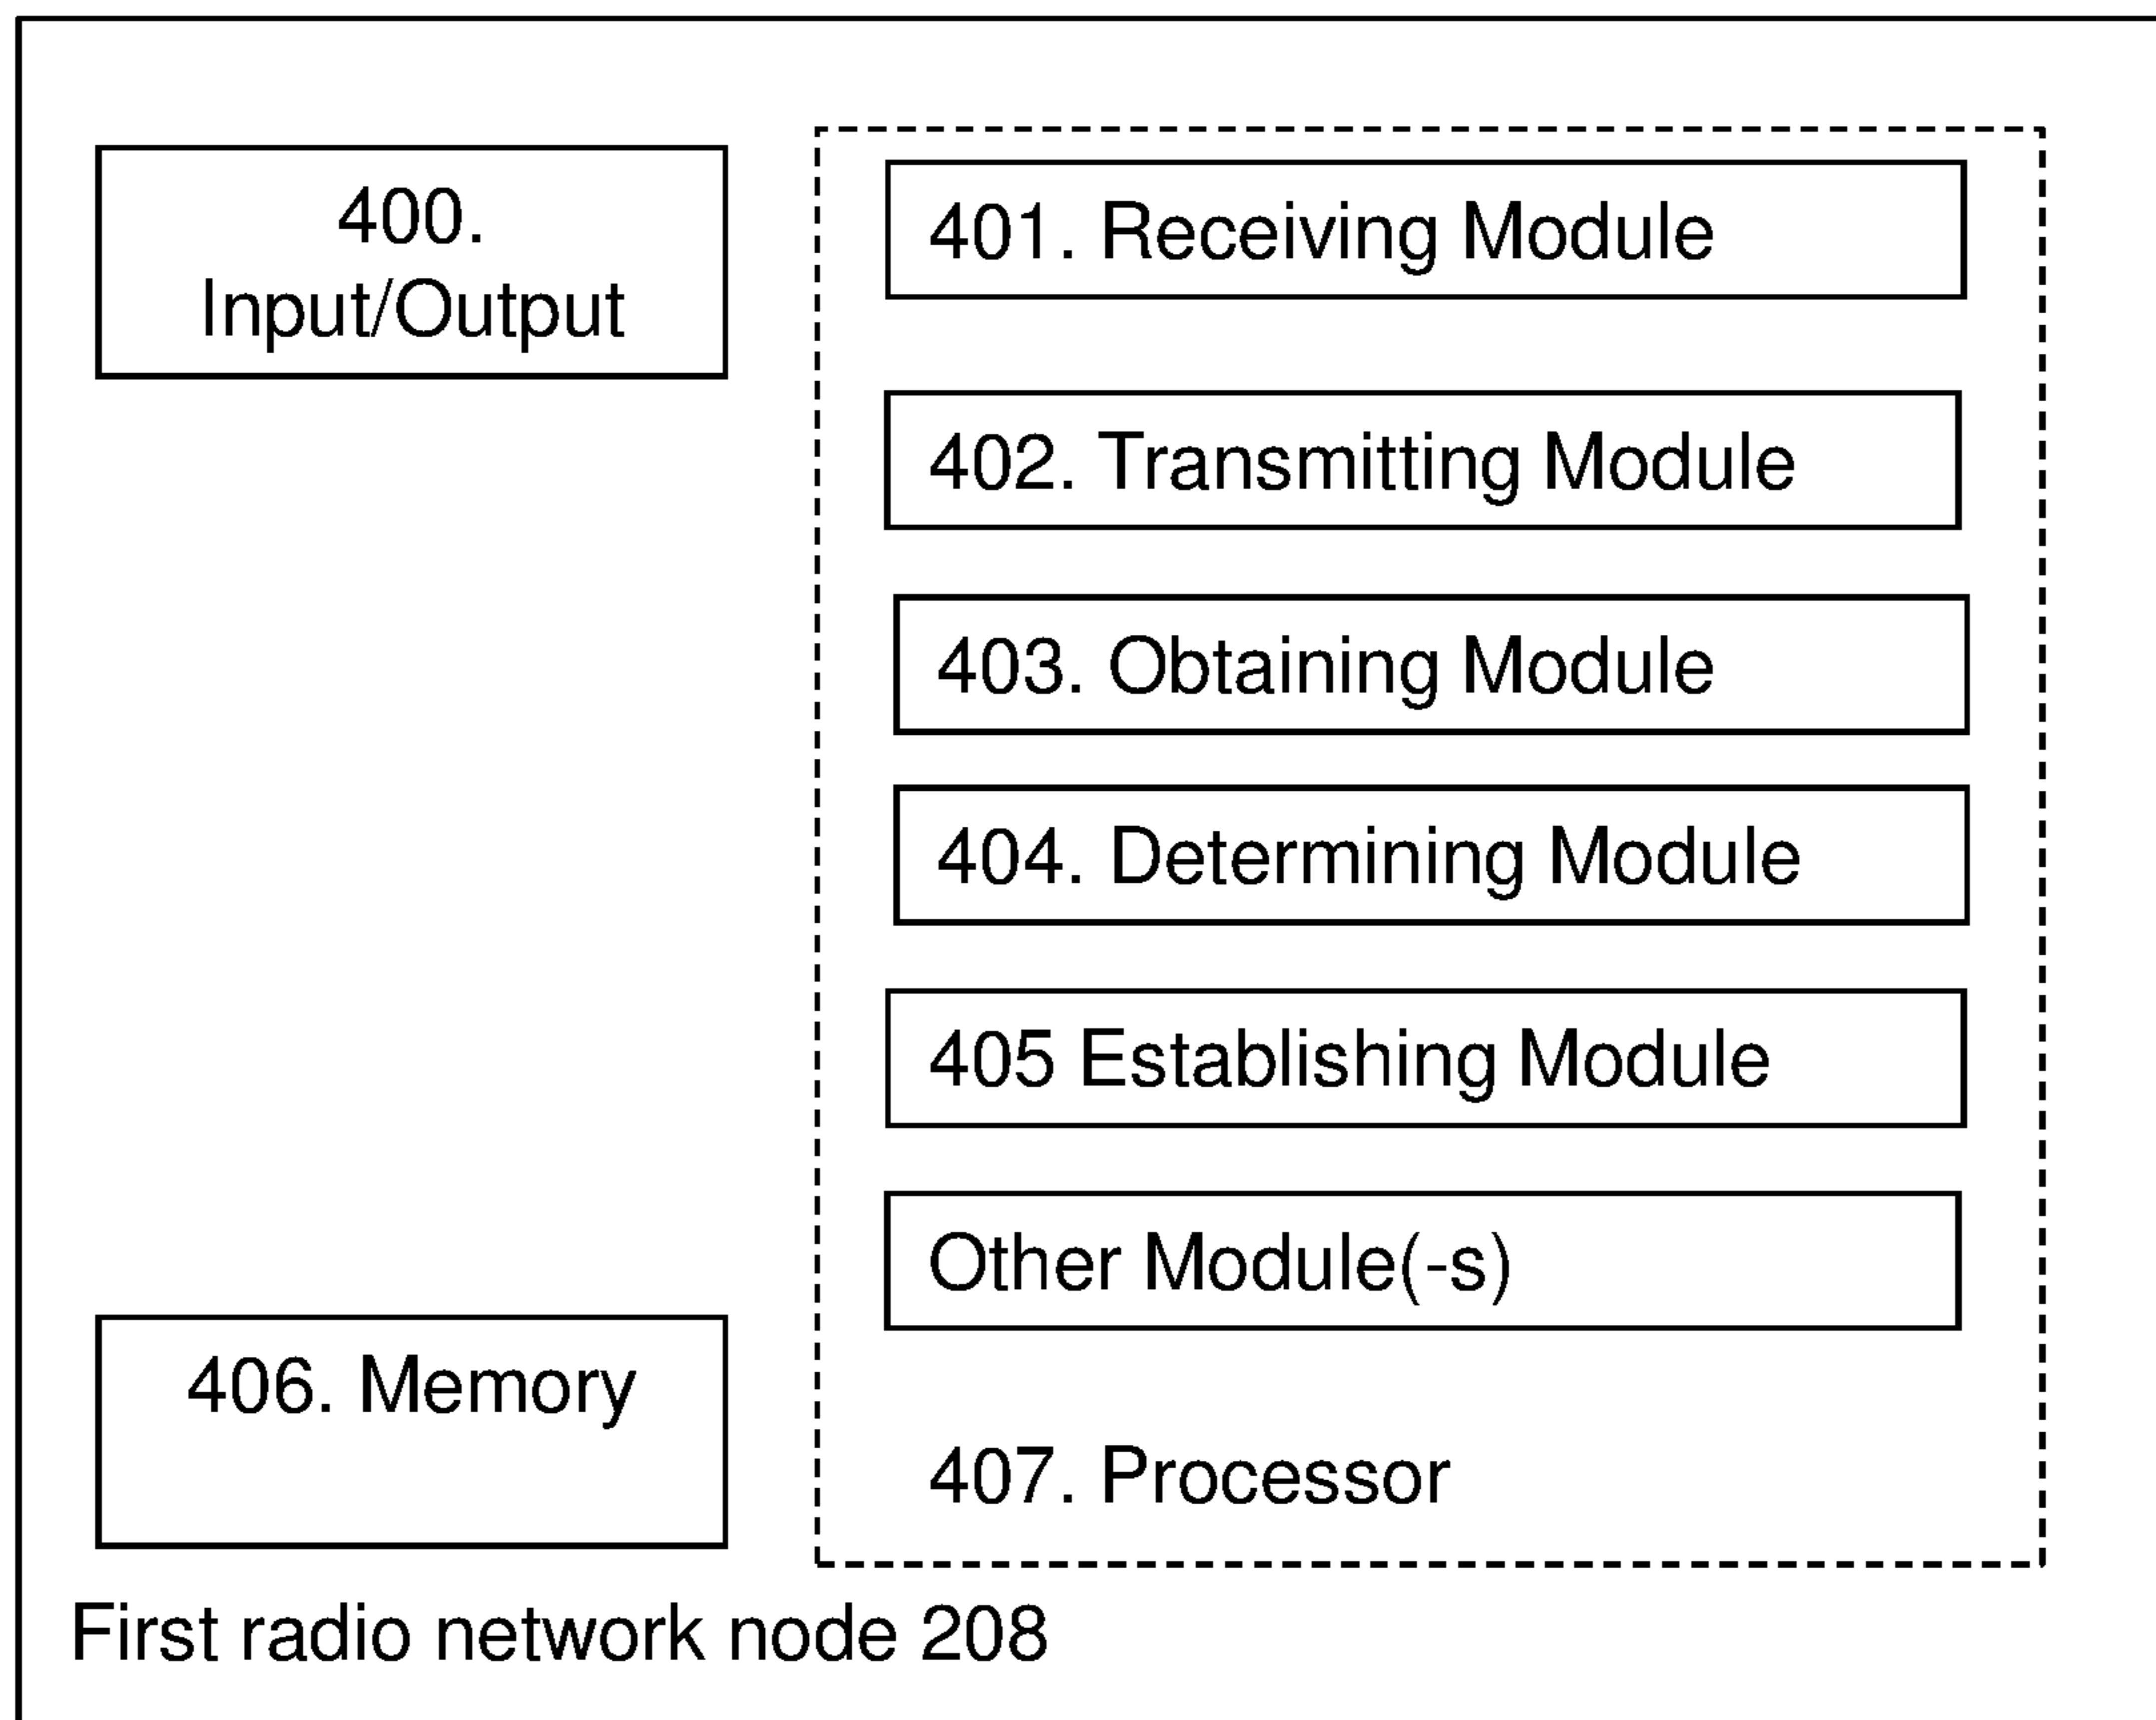 400.
Input/Output
401. Receiving Module
402. Transmitting Module
403. Obtaining Module
404. Determining Module
405 Establishing Module
Other Module(-s)
406. Memory
407. Processor
First radio network node 208